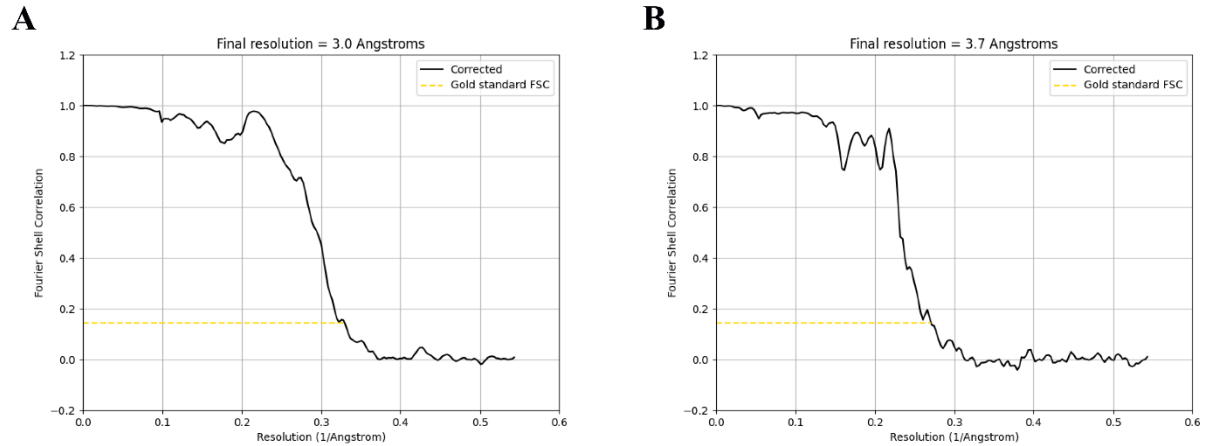 A
Final resolution = 3.0 Angstroms
1.2
1.0
0.8
0.6
0.4
0.2
0.0
−0.2
Fourier Shell Correlation
Corrected
Gold standard FSC
0.0 0.1 0.2 0.3 0.4 0.5 0.6
Resolution (1/Angstrom)
B
Final resolution = 3.7 Angstroms
1.2
1.0
0.8
0.6
0.4
0.2
0.0
−0.2
Fourier Shell Correlation
Corrected
Gold standard FSC
0.0 0.1 0.2 0.3 0.4 0.5 0.6
Resolution (1/Angstrom)